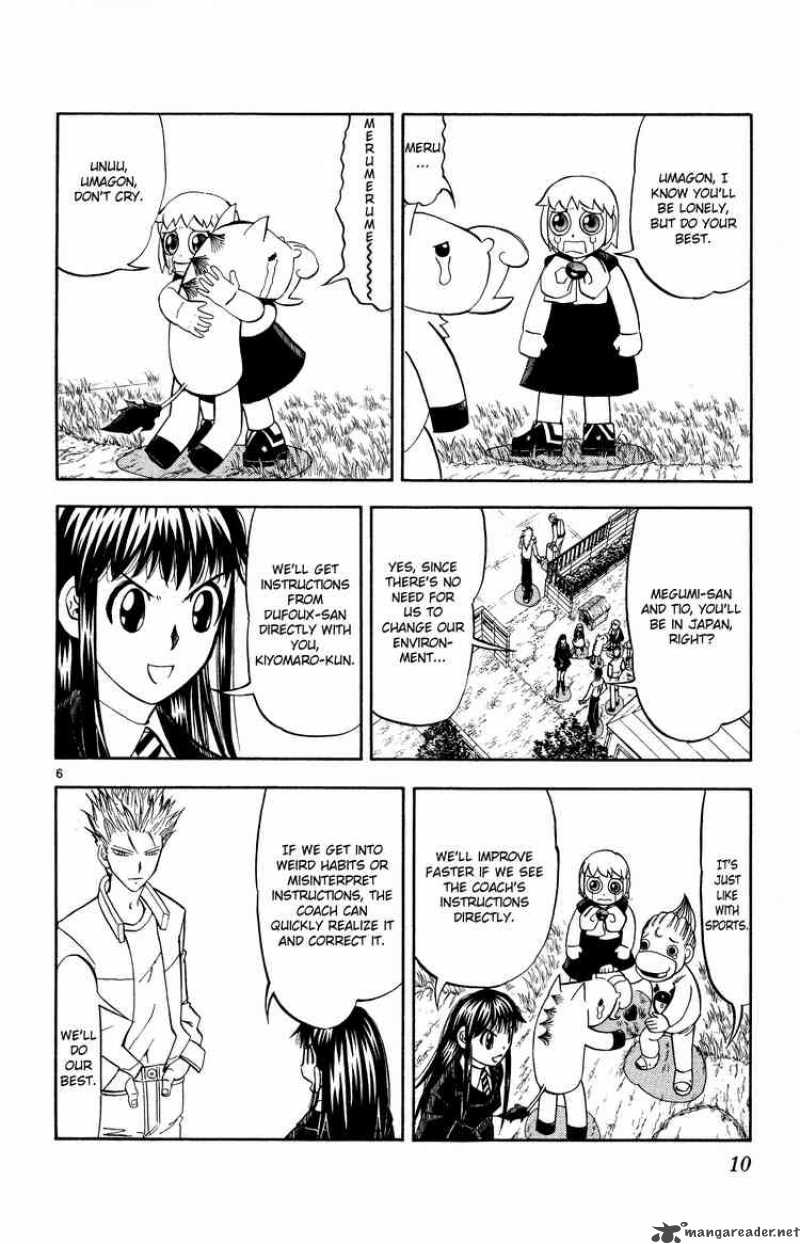 UMAGON, I
KNOW YOU'LL
BE LONELY,
BUT DO YOUR
BEST.
MERU
...
MERUMERUME~~~~
UNUU,
UMAGON,
DON'T CRY.
MEGUMI-SAN
AND TIO, YOU'LL
BE IN JAPAN,
RIGHT?
YES, SINCE
THERE'S NO
NEED FOR
US TO
CHANGE OUR
ENVIRON-
MENT...
WE'LL GET
INSTRUCTIONS
FROM
DUFOUX-SAN
DIRECTLY WITH
YOU,
KIYOMARO-KUN.
6
IT'S
JUST
LIKE
WITH
SPORTS.
WE'LL IMPROVE
FASTER IF WE SEE
THE COACH'S
INSTRUCTIONS
DIRECTLY.
IF WE GET INTO
WEIRD HABITS OR
MISINTERPRET
INSTRUCTIONS, THE
COACH CAN
QUICKLY REALIZE IT
AND CORRECT IT.
WE'LL
DO
OUR
BEST.
10
mangareader.net